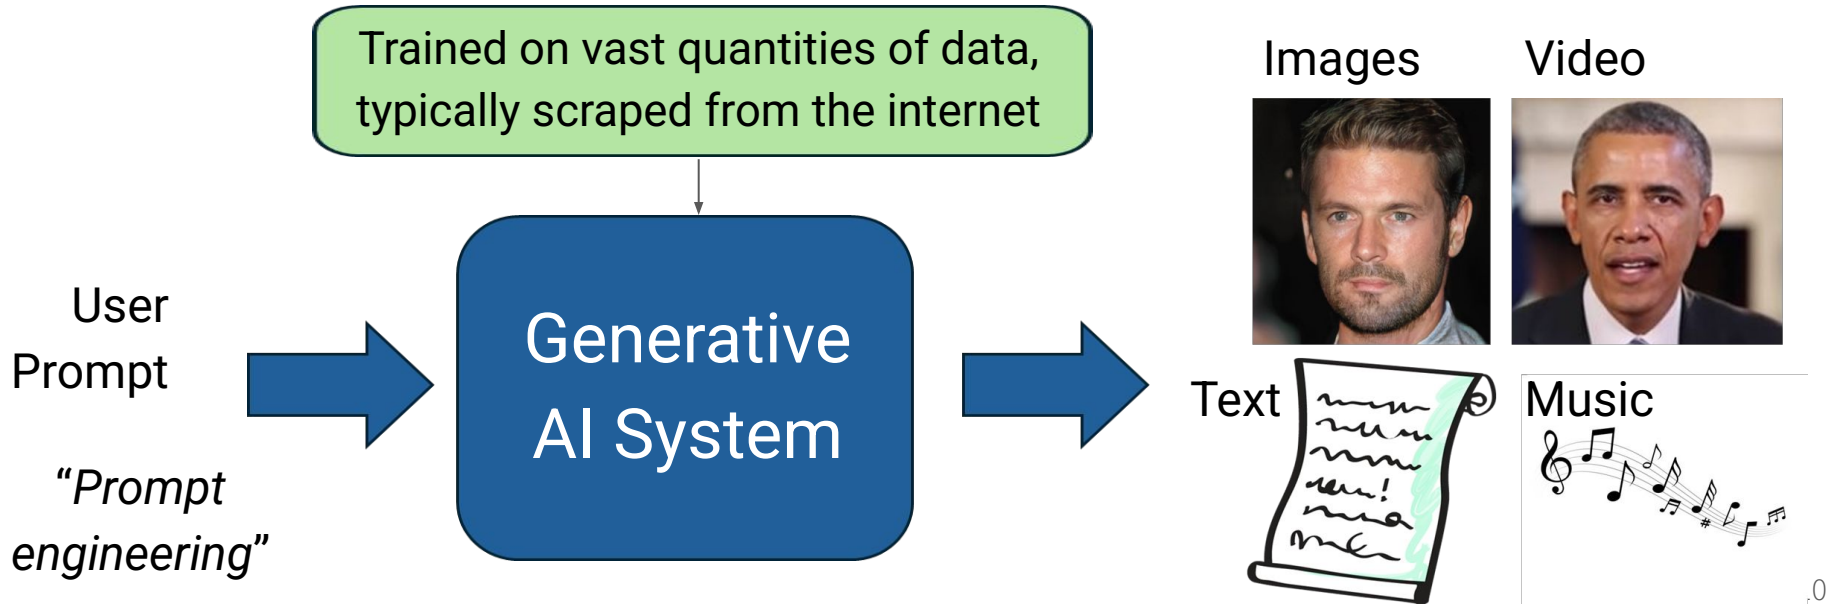 Trained on vast quantities of data,
typically scraped from the internet
User
Prompt
“Prompt
engineering”
Generative
AI System
Images
Video
Text
Music
.0